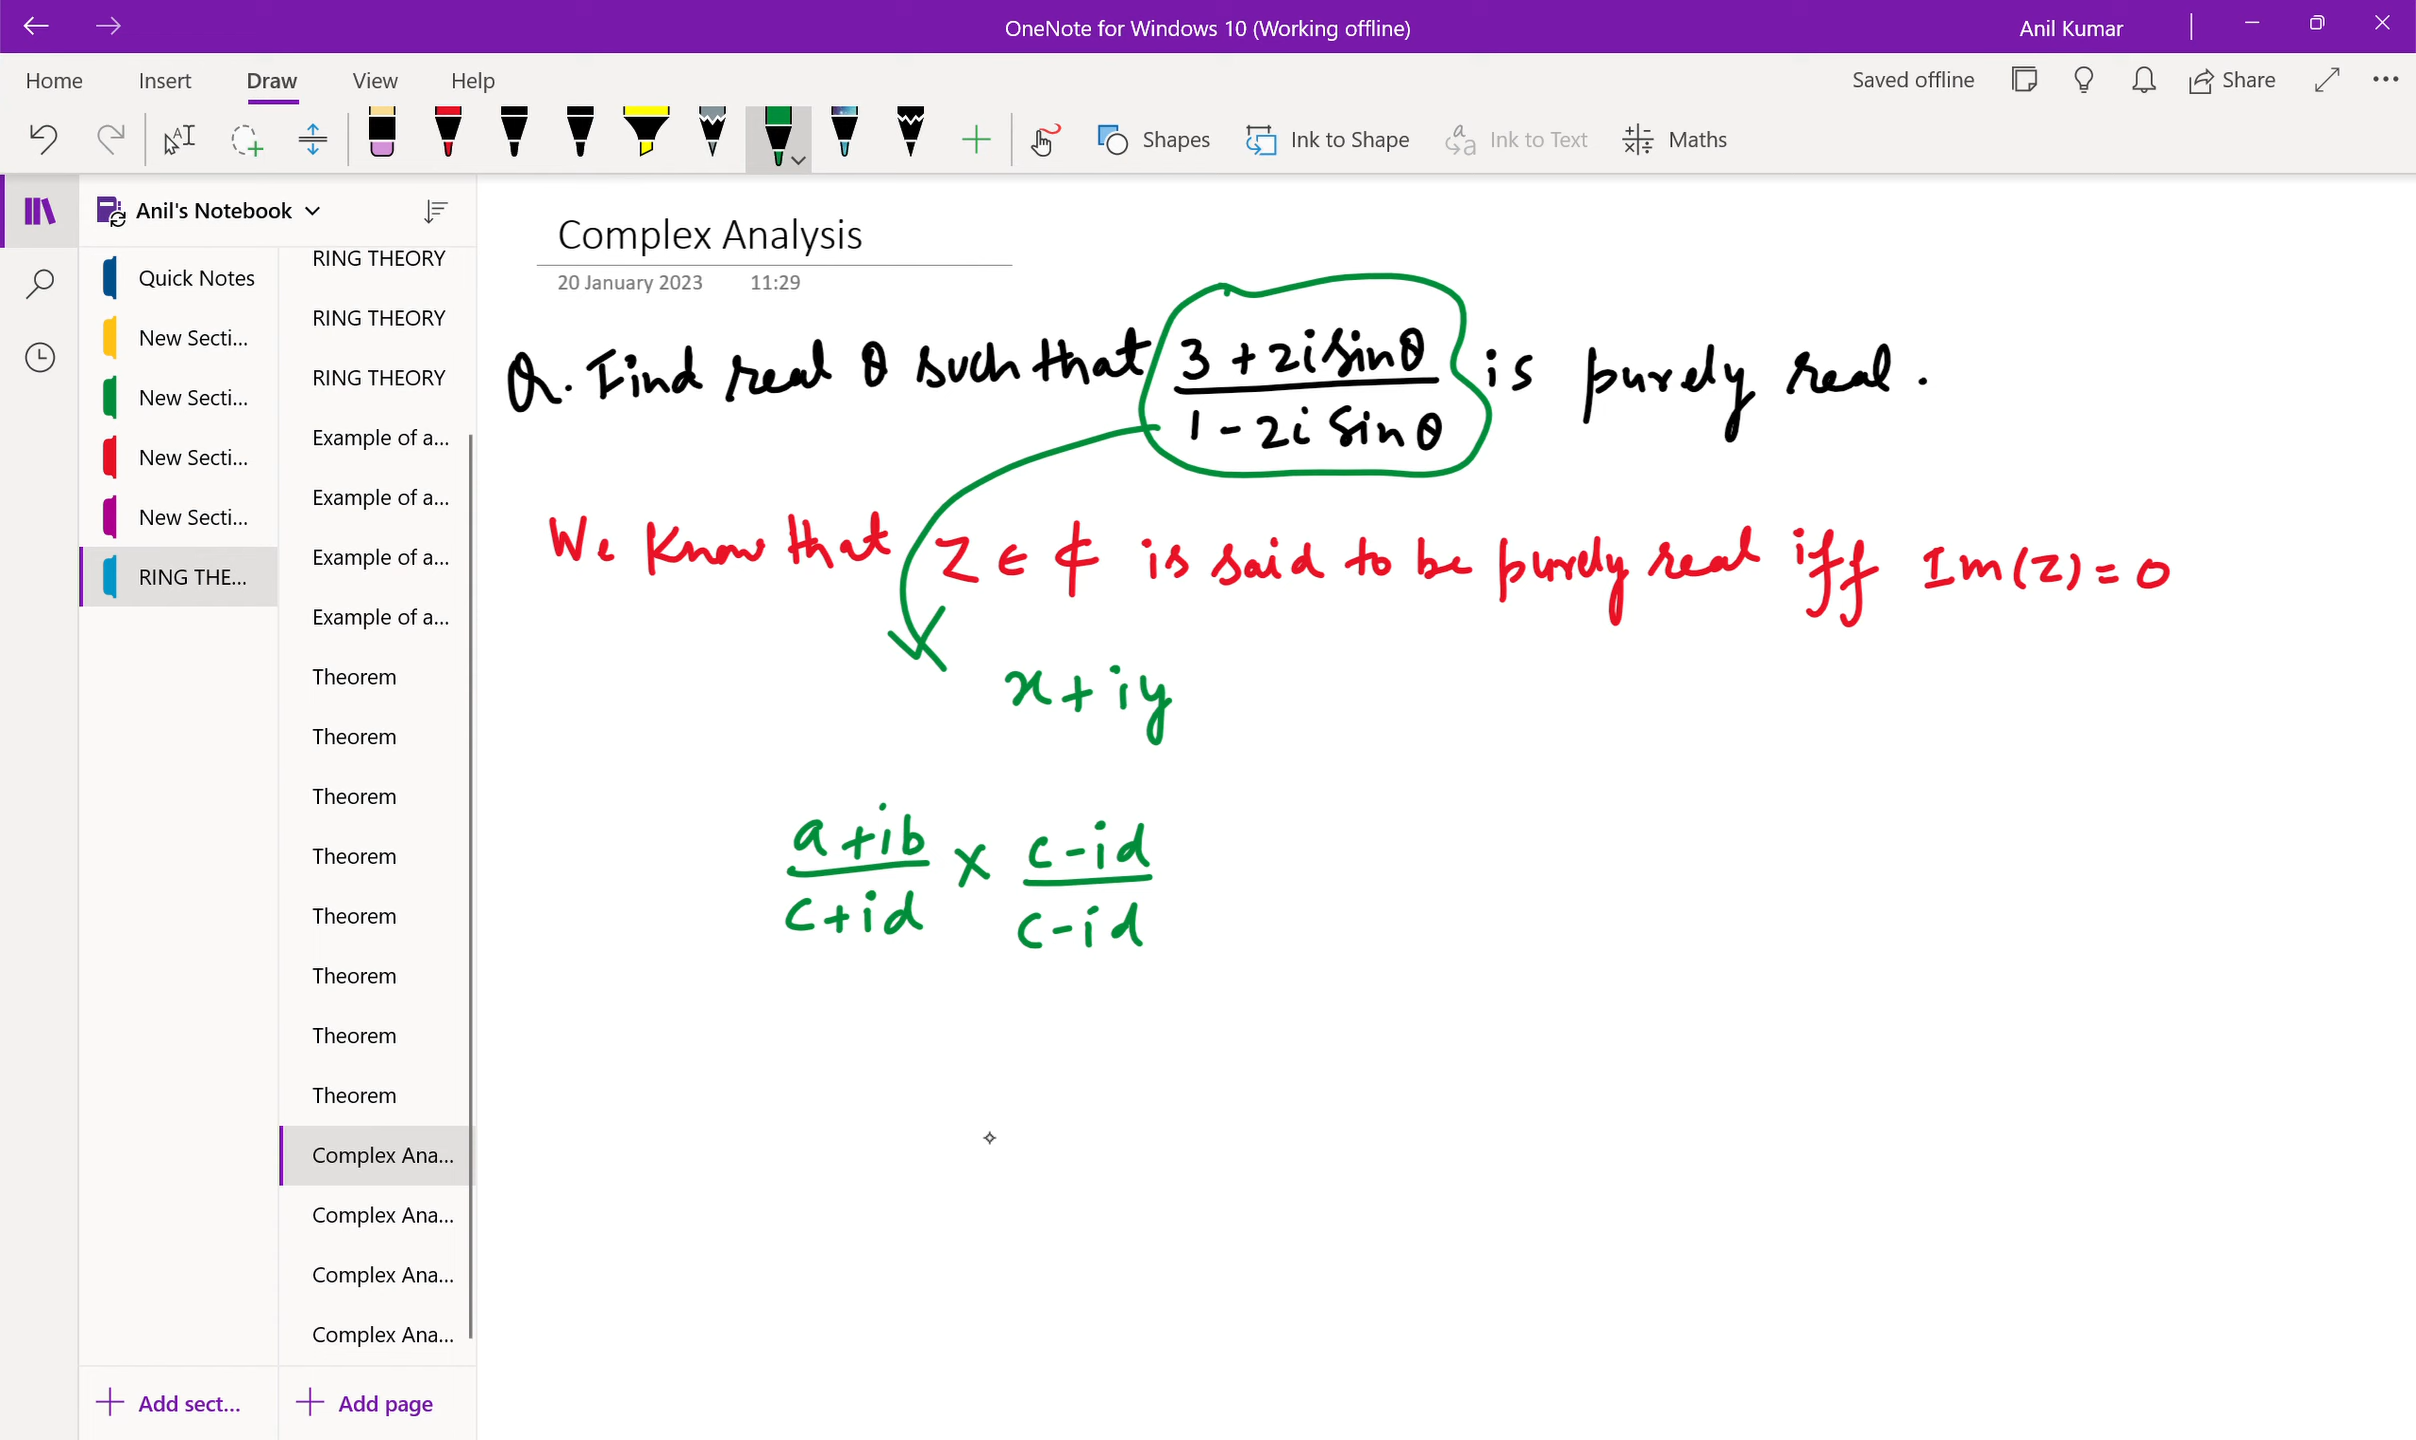 OneNote for Windows 10 (Working offline)
Anil Kumar
Home Insert Draw View Help
Saved offline
Share
Shapes
Ink to Shape
Ink to Text
Maths
Anil's Notebook
Quick Notes
New Secti...
New Secti...
New Secti...
New Secti...
RING THE...
Add sect...
RING THEORY
RING THEORY
RING THEORY
Example of a...
Example of a...
Example of a...
Example of a...
Theorem
Theorem
Theorem
Theorem
Theorem
Theorem
Theorem
Theorem
Complex Ana...
Complex Ana...
Complex Ana...
Complex Ana...
Add page
Complex Analysis
20 January 2023 11:29
Q. Find real θ such that (3 + 2i sin θ)/(1 - 2i sin θ) is purely real.
We know that z ∈ ℂ is said to be purely real iff Im(z) = 0
x + iy
(a + ib)/(c + id) × (c - id)/(c - id)